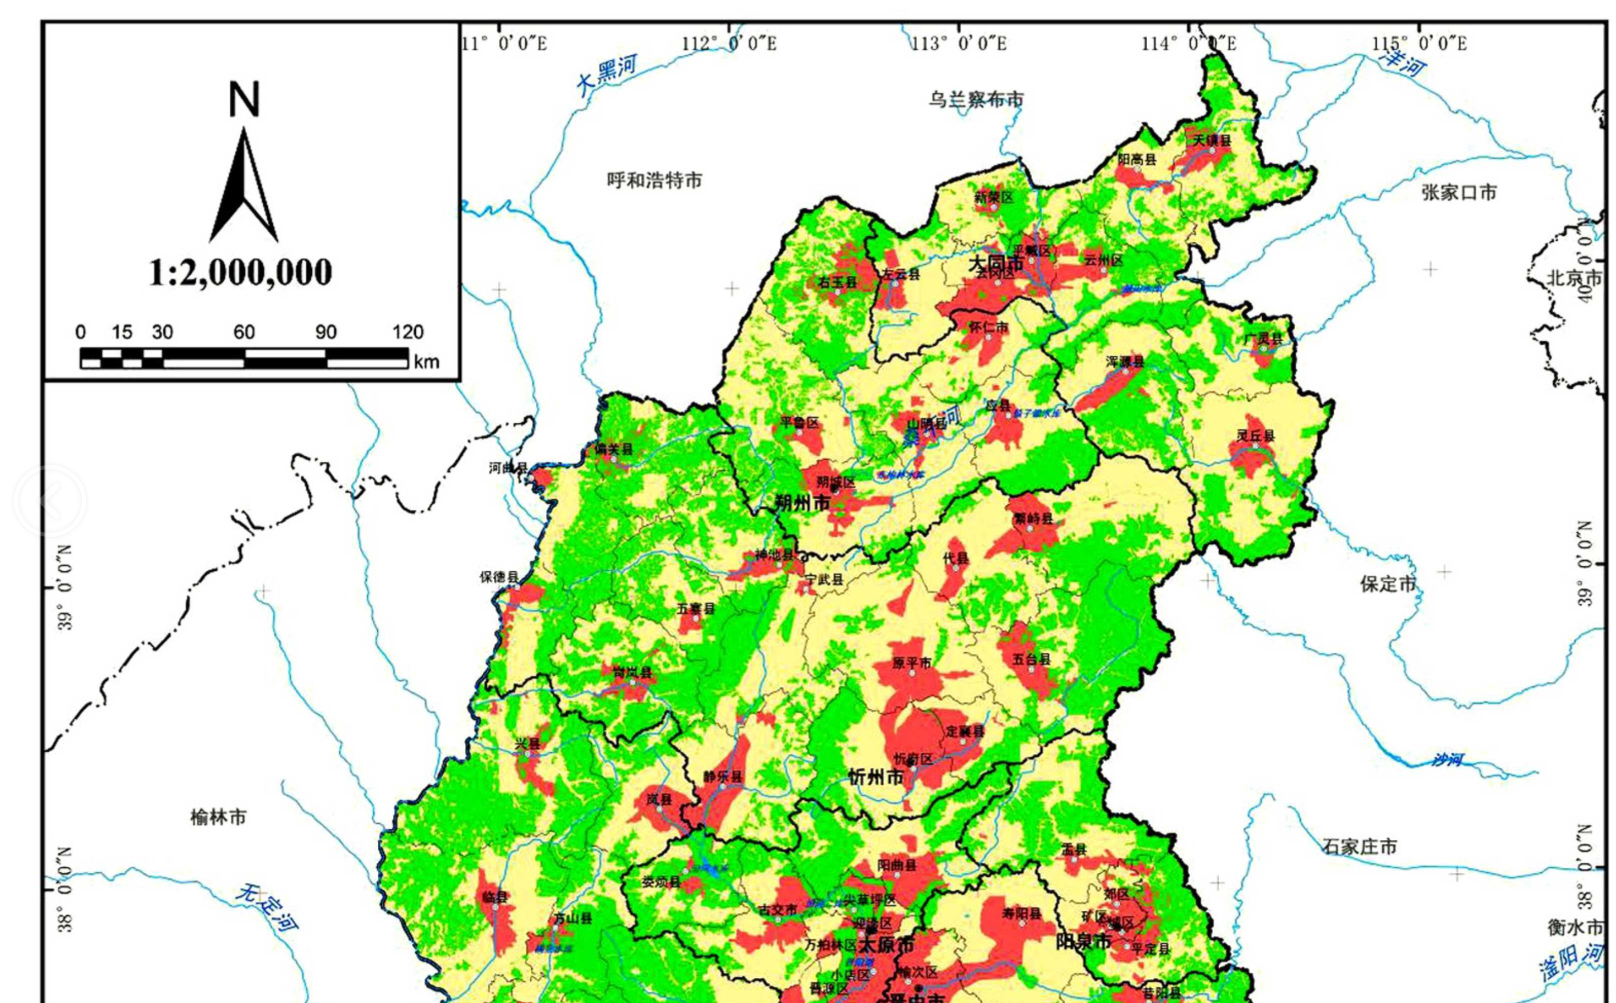 11° 0'0"E
112° 0'0"E
113° 0'0"E
114° 0'0"E
115° 0'0"E
N
1:2,000,000
0 15 30 60 90 120
km
大黑河
洋河
乌兰察布市
呼和浩特市
张家口市
北京市
天镇县
阳高县
新荣区
平城区
大同市
云冈区
云州区
左云县
右玉县
怀仁市
广灵县
浑源县
应县
山阴县
平鲁区
灵丘县
朔城区
朔州市
偏关县
河曲县
繁峙县
代县
神池县
宁武县
保德县
五寨县
保定市
39° 0'0"N
39° 0'0"N
原平市
五台县
岢岚县
定襄县
忻府区
忻州市
兴县
静乐县
岚县
沙河
榆林市
石家庄市
盂县
阳曲县
娄烦县
38° 0'0"N
38° 0'0"N
临县
方山县
古交市
尖草坪区
迎泽区
万柏林区
太原市
小店区
晋源区
榆次区
晋中市
寿阳县
郊区
矿区
城区
阳泉市
平定县
昔阳县
无定河
衡水市
滏阳河